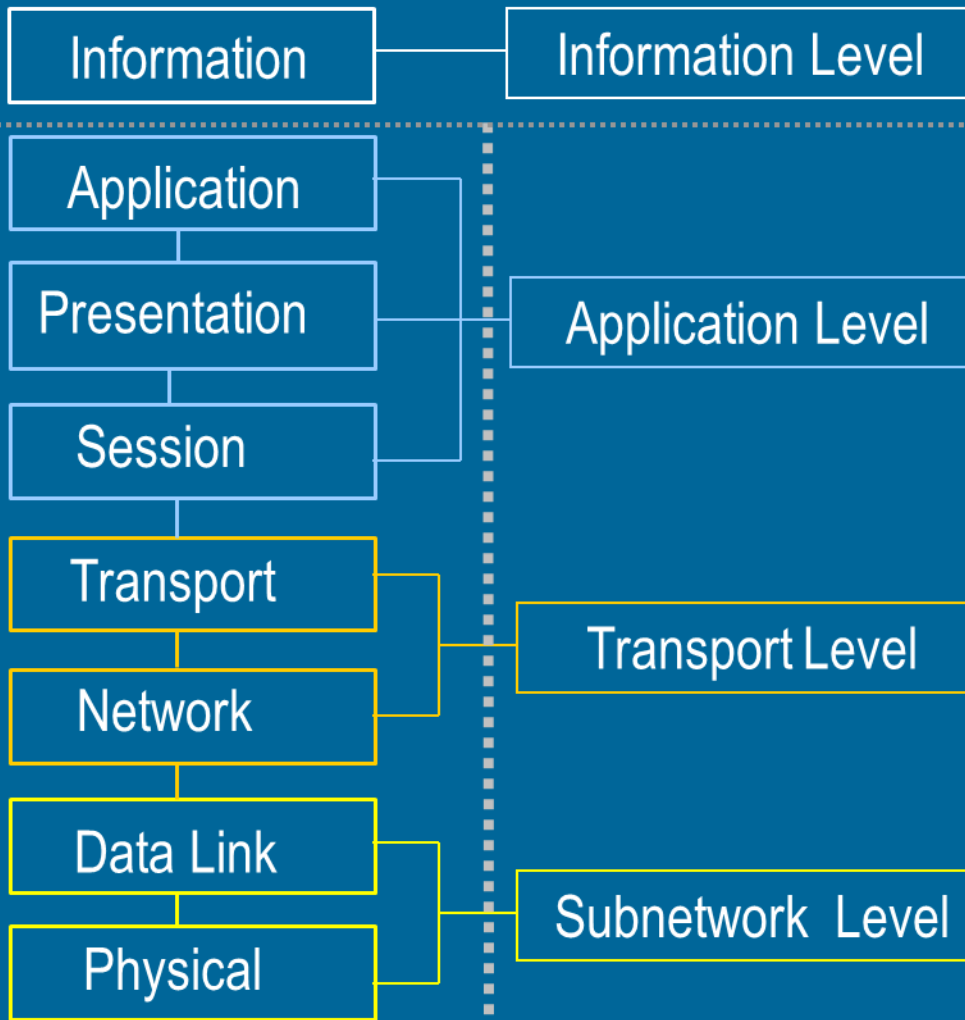 Information
Information Level
Application
Presentation
Application Level
Session
Transport
Transport Level
Network
Data Link
Subnetwork Level
Physical